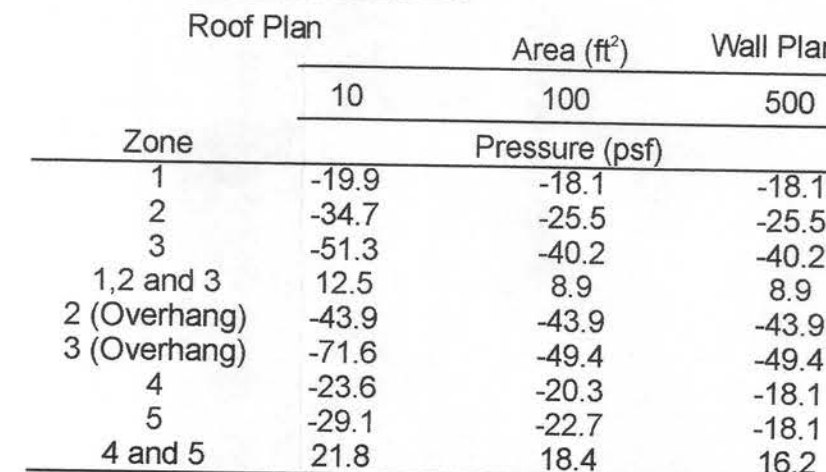 Roof Plan
Area (ft²) Wall Plan
10 100 500
Zone Pressure (psf)
1 -19.9 -18.1 -18.1
2 -34.7 -25.5 -25.5
3 -51.3 -40.2 -40.2
1,2 and 3 12.5 8.9 8.9
2 (Overhang) -43.9 -43.9 -43.9
3 (Overhang) -71.6 -49.4 -49.4
4 -23.6 -20.3 -18.1
5 -29.1 -22.7 -18.1
4 and 5 21.8 18.4 16.2